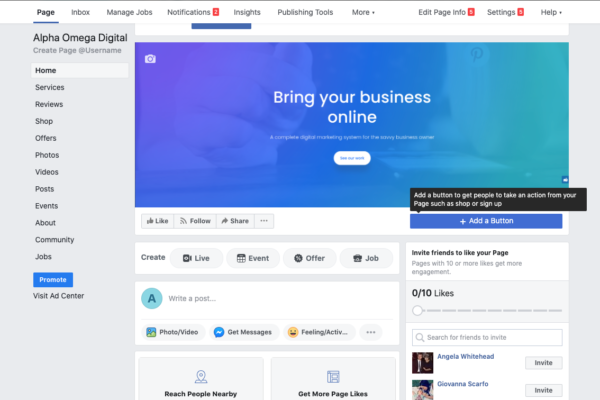 Page Inbox Manage Jobs Notifications 2 Insights Publishing Tools More Edit Page Info 5 Settings 5 Help
Alpha Omega Digital
Create Page @Username
Home
Services
Reviews
Shop
Offers
Photos
Videos
Posts
Events
About
Community
Jobs
Promote
Visit Ad Center
Bring your business
online
A complete digital marketing system for the savvy business owner
See our work
Add a button to get people to take an action from your
Page such as shop or sign up
Like Follow Share ...
+ Add a Button
Create Live Event Offer Job
A Write a post...
Photo/Video Get Messages Feeling/Activ... ...
Reach People Nearby
Get More Page Likes
Invite friends to like your Page
Pages with 10 or more likes get more
engagement.
0/10 Likes
Search for friends to invite
Angela Whitehead Invite
Giovanna Scarfo Invite